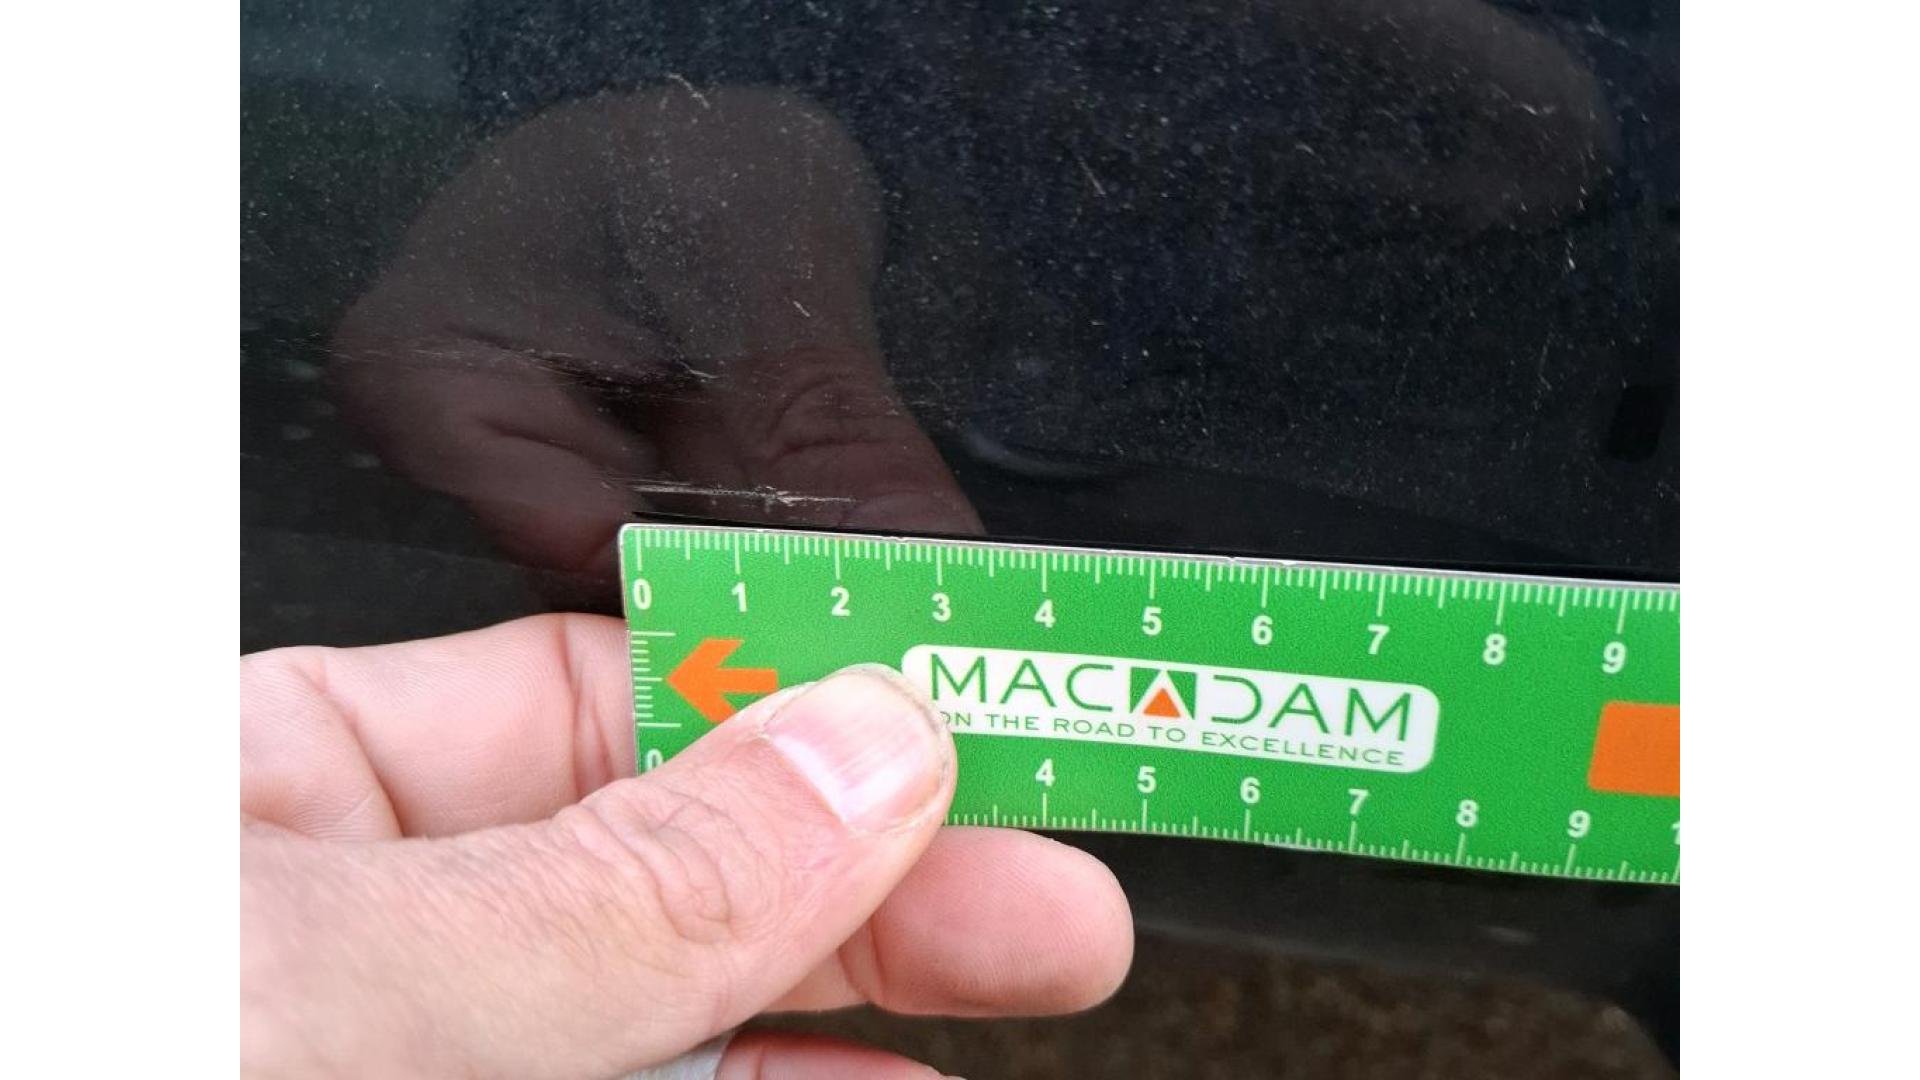 0 1 2 3 4 5 6 7 8 9
MACADAM
ON THE ROAD TO EXCELLENCE
0 4 5 6 7 8 9